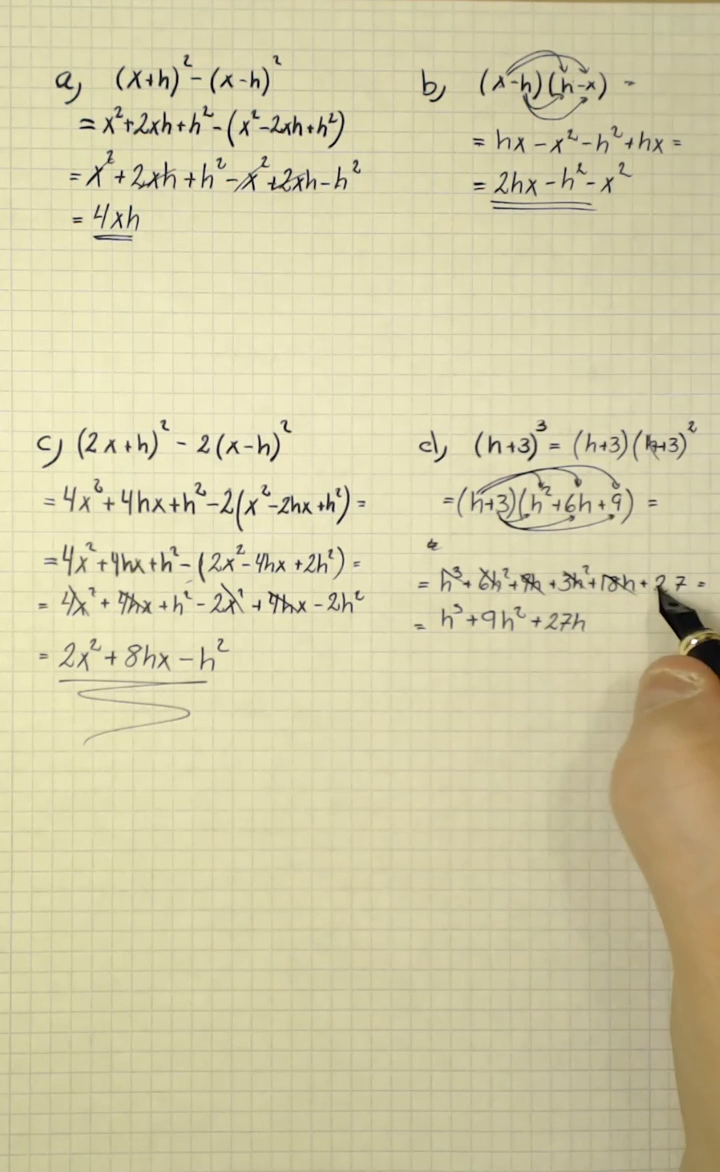 a) (x+h)² - (x-h)²
= x²+2xh+h² - (x²-2xh+h²)
= x²+2xh+h²-x²+2xh-h²
= 4xh
b) (x-h)(h-x) =
= hx - x² - h² + hx =
= 2hx - h² - x²
c) (2x+h)² - 2(x-h)²
= 4x² + 4hx + h² - 2(x²-2hx+h²) =
= 4x² + 4hx + h² - (2x² - 4hx + 2h²) =
= 4x² + 4hx + h² - 2x² + 4hx - 2h²
= 2x² + 8hx - h²
d) (h+3)³ = (h+3)(h+3)²
= (h+3)(h²+6h+9) =
= h³ + 6h² + 9h + 3h² + 18h + 27 =
= h³ + 9h² + 27h